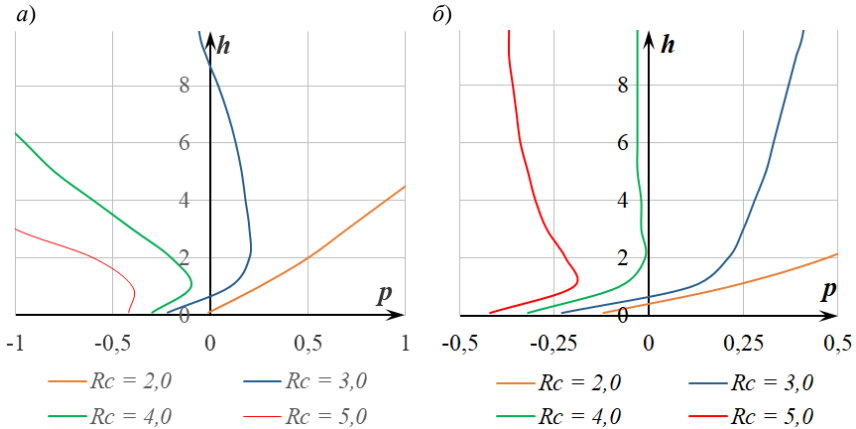 а)
h
8
6
4
2
0
p
-1 -0,5 0 0,5 1
Rc = 2,0 Rc = 3,0
Rc = 4,0 Rc = 5,0
б)
h
8
6
4
2
0
p
-0,5 -0,25 0 0,25 0,5
Rc = 2,0 Rc = 3,0
Rc = 4,0 Rc = 5,0